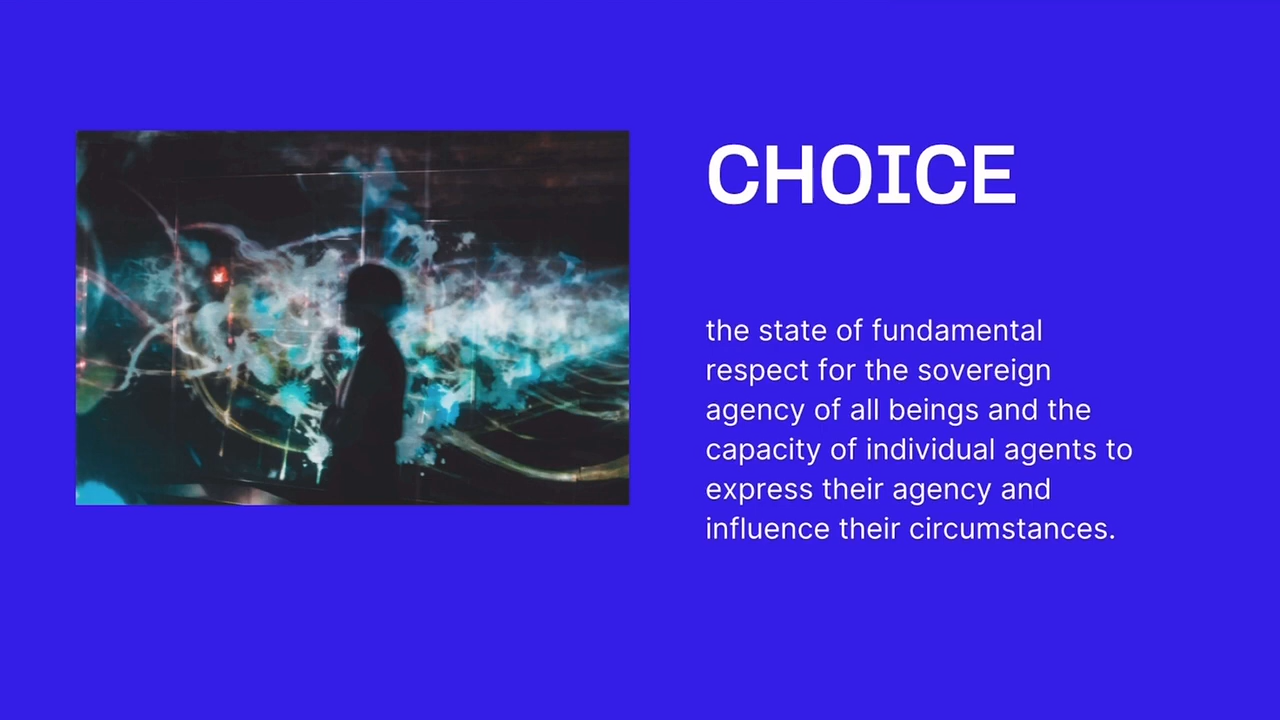 CHOICE
the state of fundamental
respect for the sovereign
agency of all beings and the
capacity of individual agents to
express their agency and
influence their circumstances.